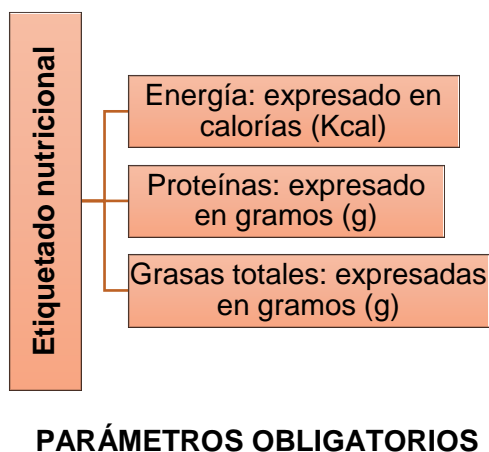 Etiquetado nutricional
Energía: expresado en
calorías (Kcal)
Proteínas: expresado
en gramos (g)
Grasas totales: expresadas
en gramos (g)
PARÁMETROS OBLIGATORIOS